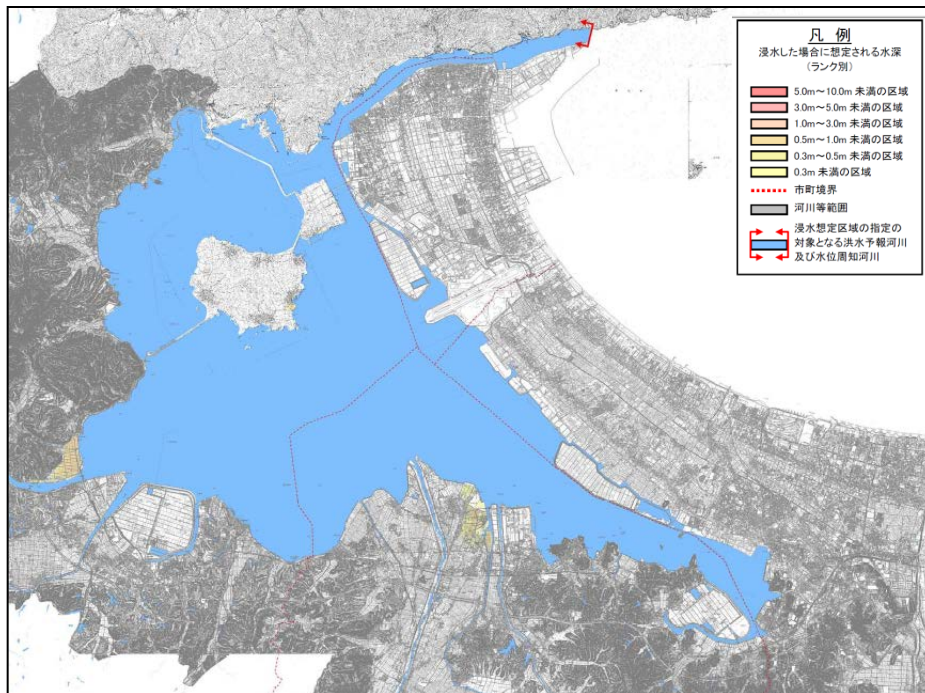 凡 例
浸水した場合に想定される水深
(ランク別)
5.0m～10.0m 未満の区域
3.0m～5.0m 未満の区域
1.0m～3.0m 未満の区域
0.5m～1.0m 未満の区域
0.3m～0.5m 未満の区域
0.3m 未満の区域
市町境界
河川等範囲
浸水想定区域の指定の
対象となる洪水予報河川
及び水位周知河川